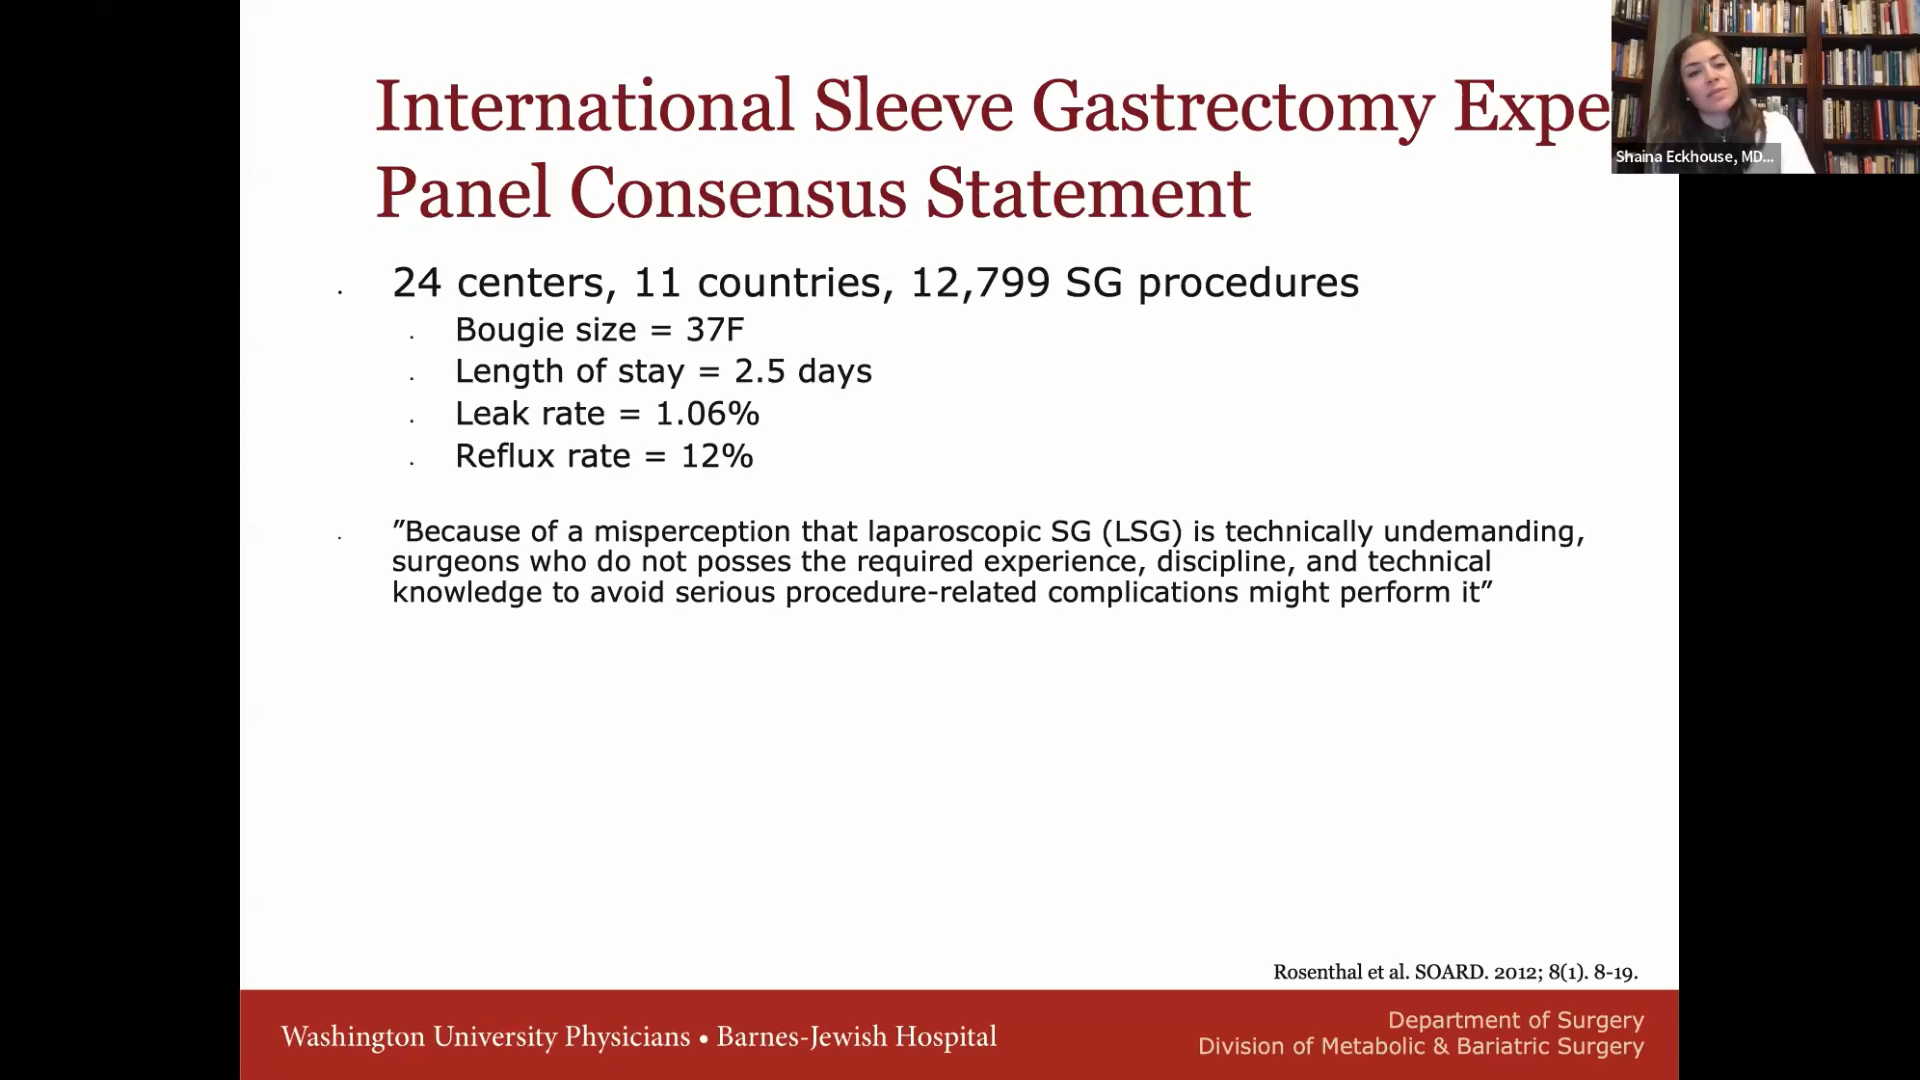 International Sleeve Gastrectomy Expe
Panel Consensus Statement
Shaina Eckhouse, MD...
. 24 centers, 11 countries, 12,799 SG procedures
. Bougie size = 37F
. Length of stay = 2.5 days
. Leak rate = 1.06%
. Reflux rate = 12%
. ”Because of a misperception that laparoscopic SG (LSG) is technically undemanding,
surgeons who do not posses the required experience, discipline, and technical
knowledge to avoid serious procedure-related complications might perform it”
Rosenthal et al. SOARD. 2012; 8(1). 8-19.
Washington University Physicians • Barnes-Jewish Hospital
Department of Surgery
Division of Metabolic & Bariatric Surgery